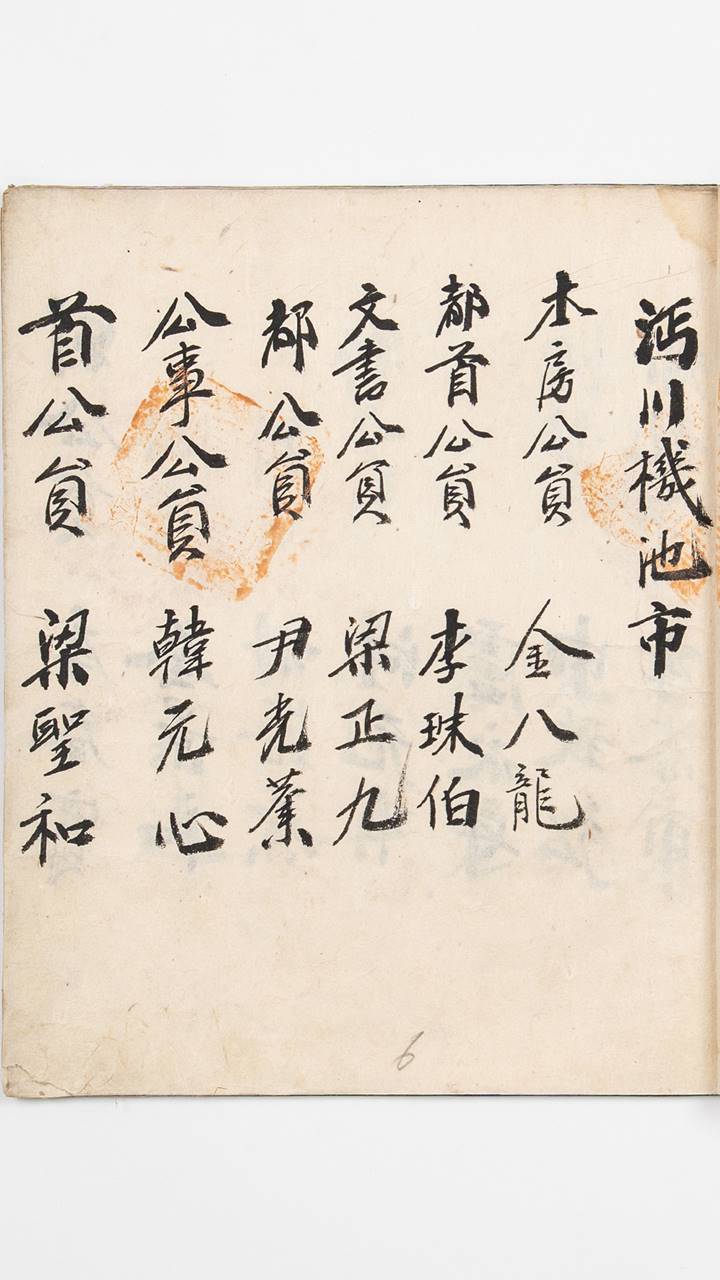 沔川機池市
本房公員 金八龍
都首公員 李珠伯
文書公員 梁正九
都公員 尹光蓁
公事公員 韓元心
首公員 梁聖和
6